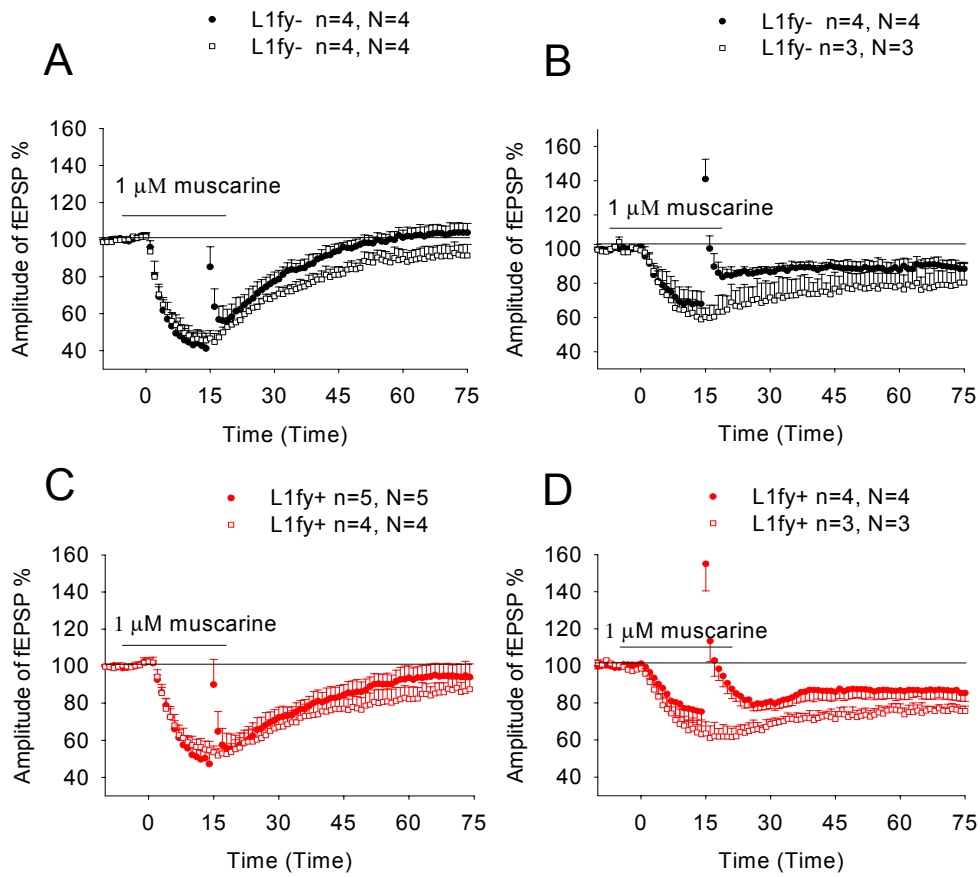 L1fy- n=4, N=4
L1fy- n=4, N=4
A
160
140
120
100
80
60
40
Amplitude of fEPSP %
1 μM muscarine
0 15 30 45 60 75
Time (Time)
L1fy- n=4, N=4
L1fy- n=3, N=3
B
160
140
120
100
80
60
40
Amplitude of fEPSP %
1 μM muscarine
0 15 30 45 60 75
Time (Time)
L1fy+ n=5, N=5
L1fy+ n=4, N=4
C
160
140
120
100
80
60
40
Amplitude of fEPSP %
1 μM muscarine
0 15 30 45 60 75
Time (Time)
L1fy+ n=4, N=4
L1fy+ n=3, N=3
D
160
140
120
100
80
60
40
Amplitude of fEPSP %
1 μM muscarine
0 15 30 45 60 75
Time (Time)